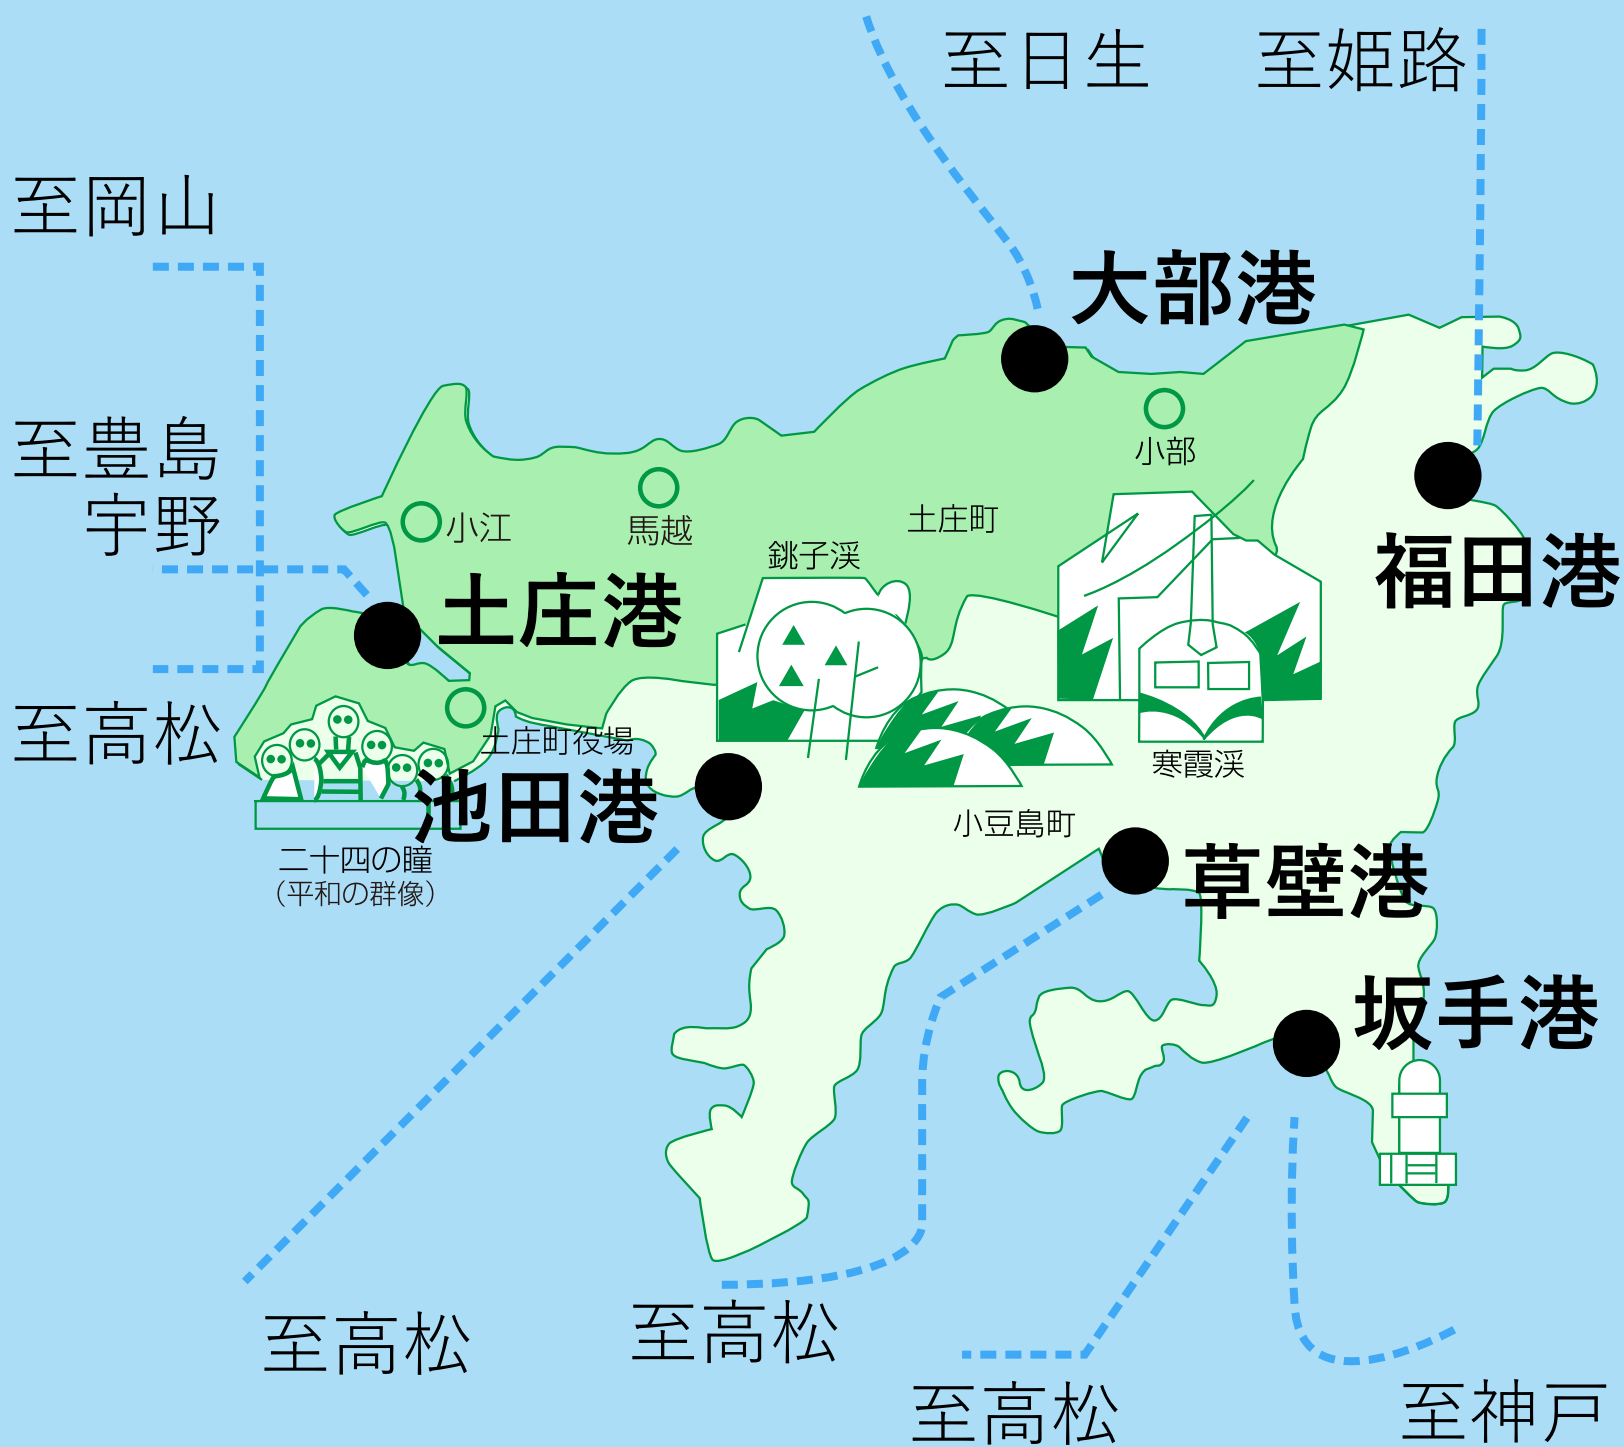 至日生
至姫路
至岡山
大部港
至豊島
宇野
小部
小江
馬越
土庄町
銚子渓
福田港
土庄港
至高松
土庄町役場
寒霞渓
池田港
小豆島町
二十四の瞳
（平和の群像）
草壁港
坂手港
至高松
至高松
至高松
至神戸